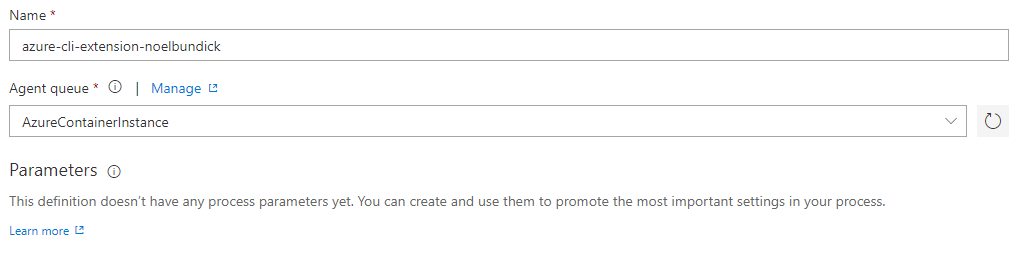 Name *
azure-cli-extension-noelbundick
Agent queue * | Manage
AzureContainerInstance
Parameters
This definition doesn't have any process parameters yet. You can create and use them to promote the most important settings in your process.
Learn more